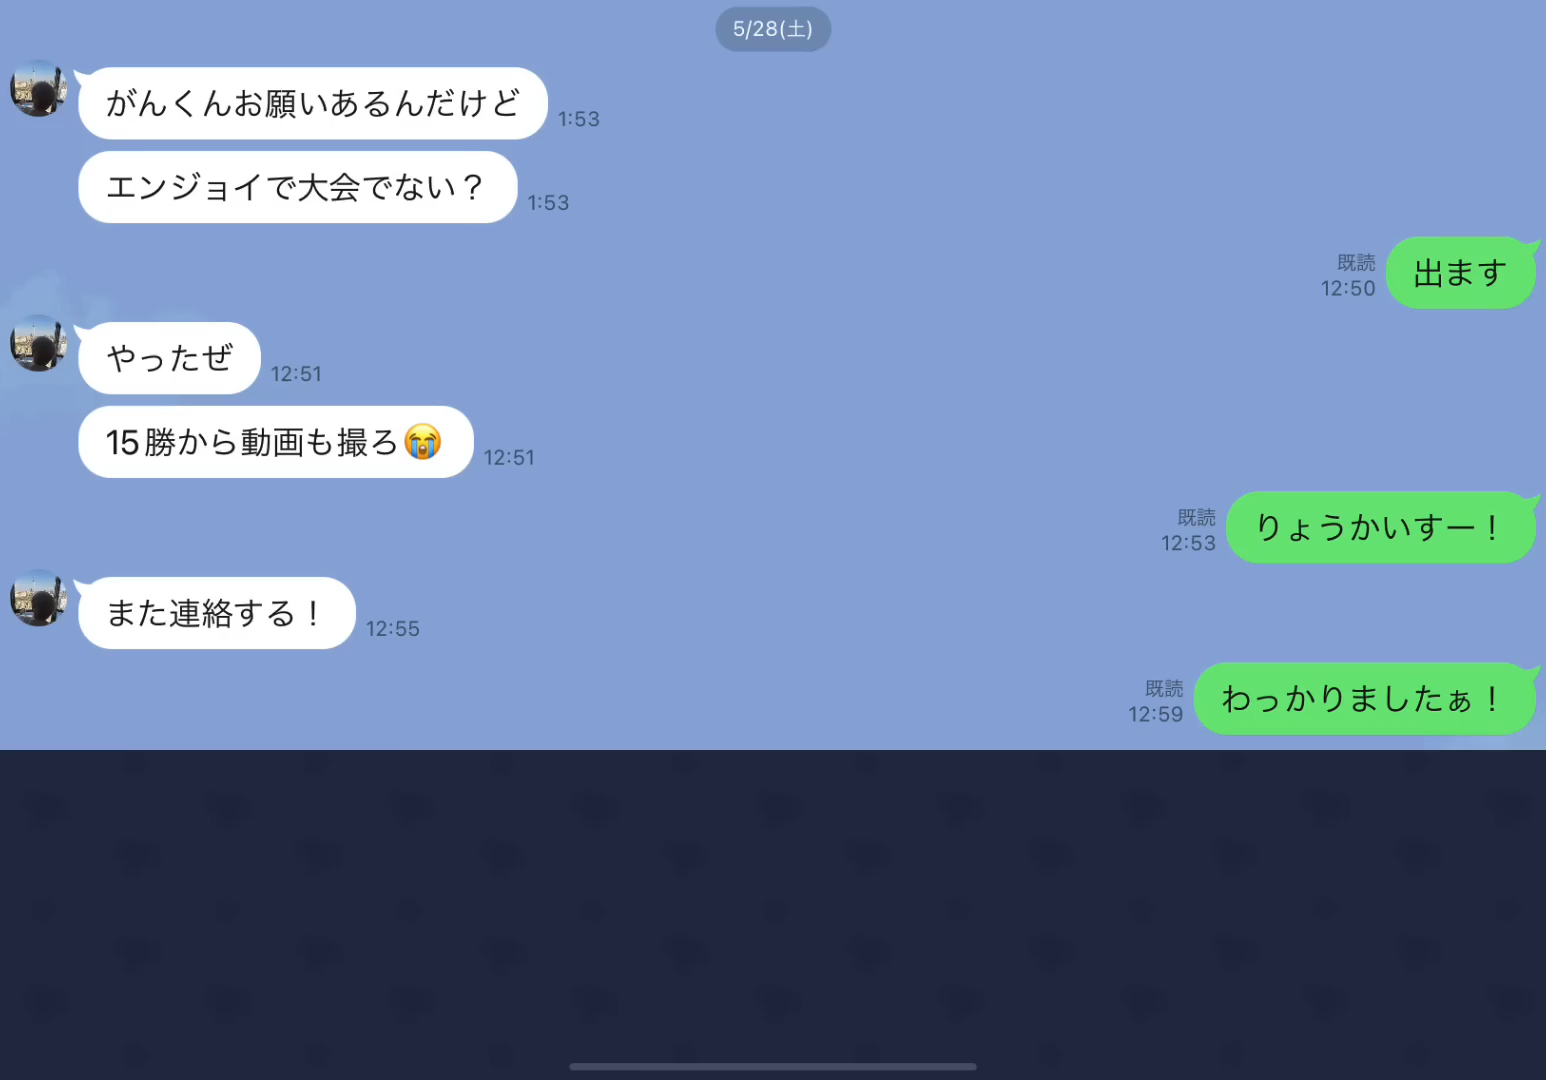 5/28(土)
がんくんお願いあるんだけど
1:53
エンジョイで大会でない？
1:53
既読
12:50
出ます
やったぜ
12:51
15勝から動画も撮ろ😭
12:51
既読
12:53
りょうかいすー！
また連絡する！
12:55
既読
12:59
わっかりましたぁ！